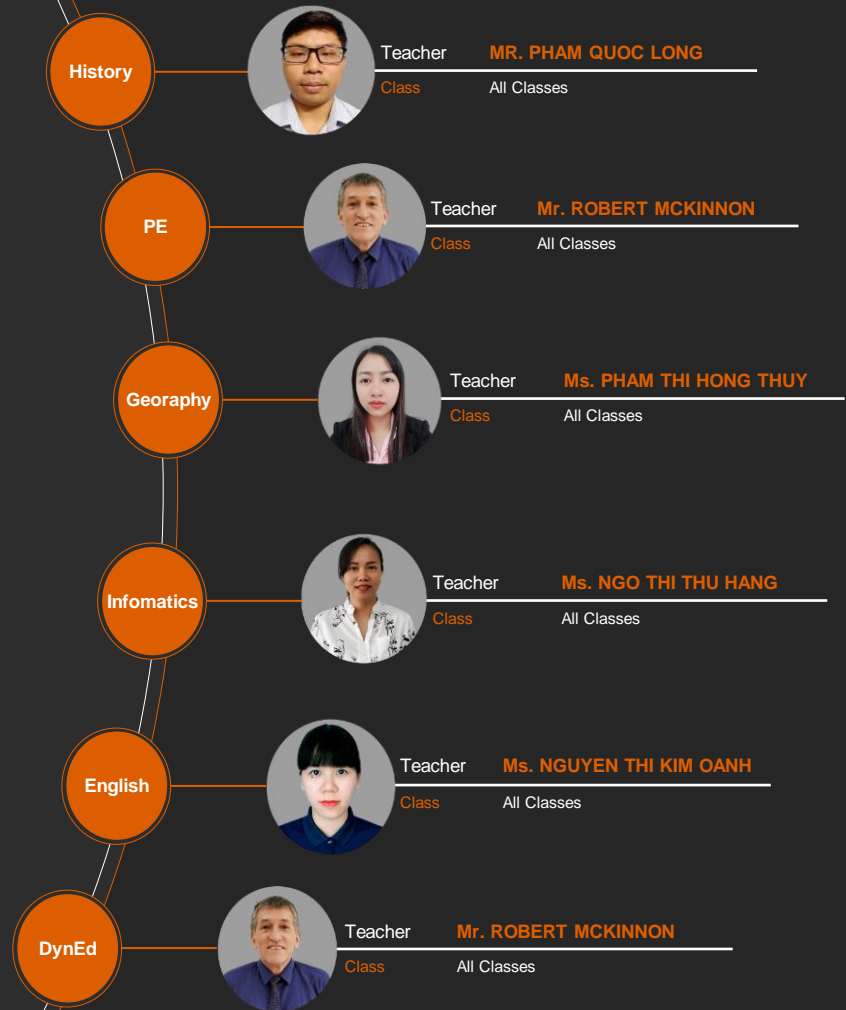 History
Teacher MR. PHAM QUOC LONG
Class All Classes
PE
Teacher Mr. ROBERT MCKINNON
Class All Classes
Georaphy
Teacher Ms. PHAM THI HONG THUY
Class All Classes
Infomatics
Teacher Ms. NGO THI THU HANG
Class All Classes
English
Teacher Ms. NGUYEN THI KIM OANH
Class All Classes
DynEd
Teacher Mr. ROBERT MCKINNON
Class All Classes